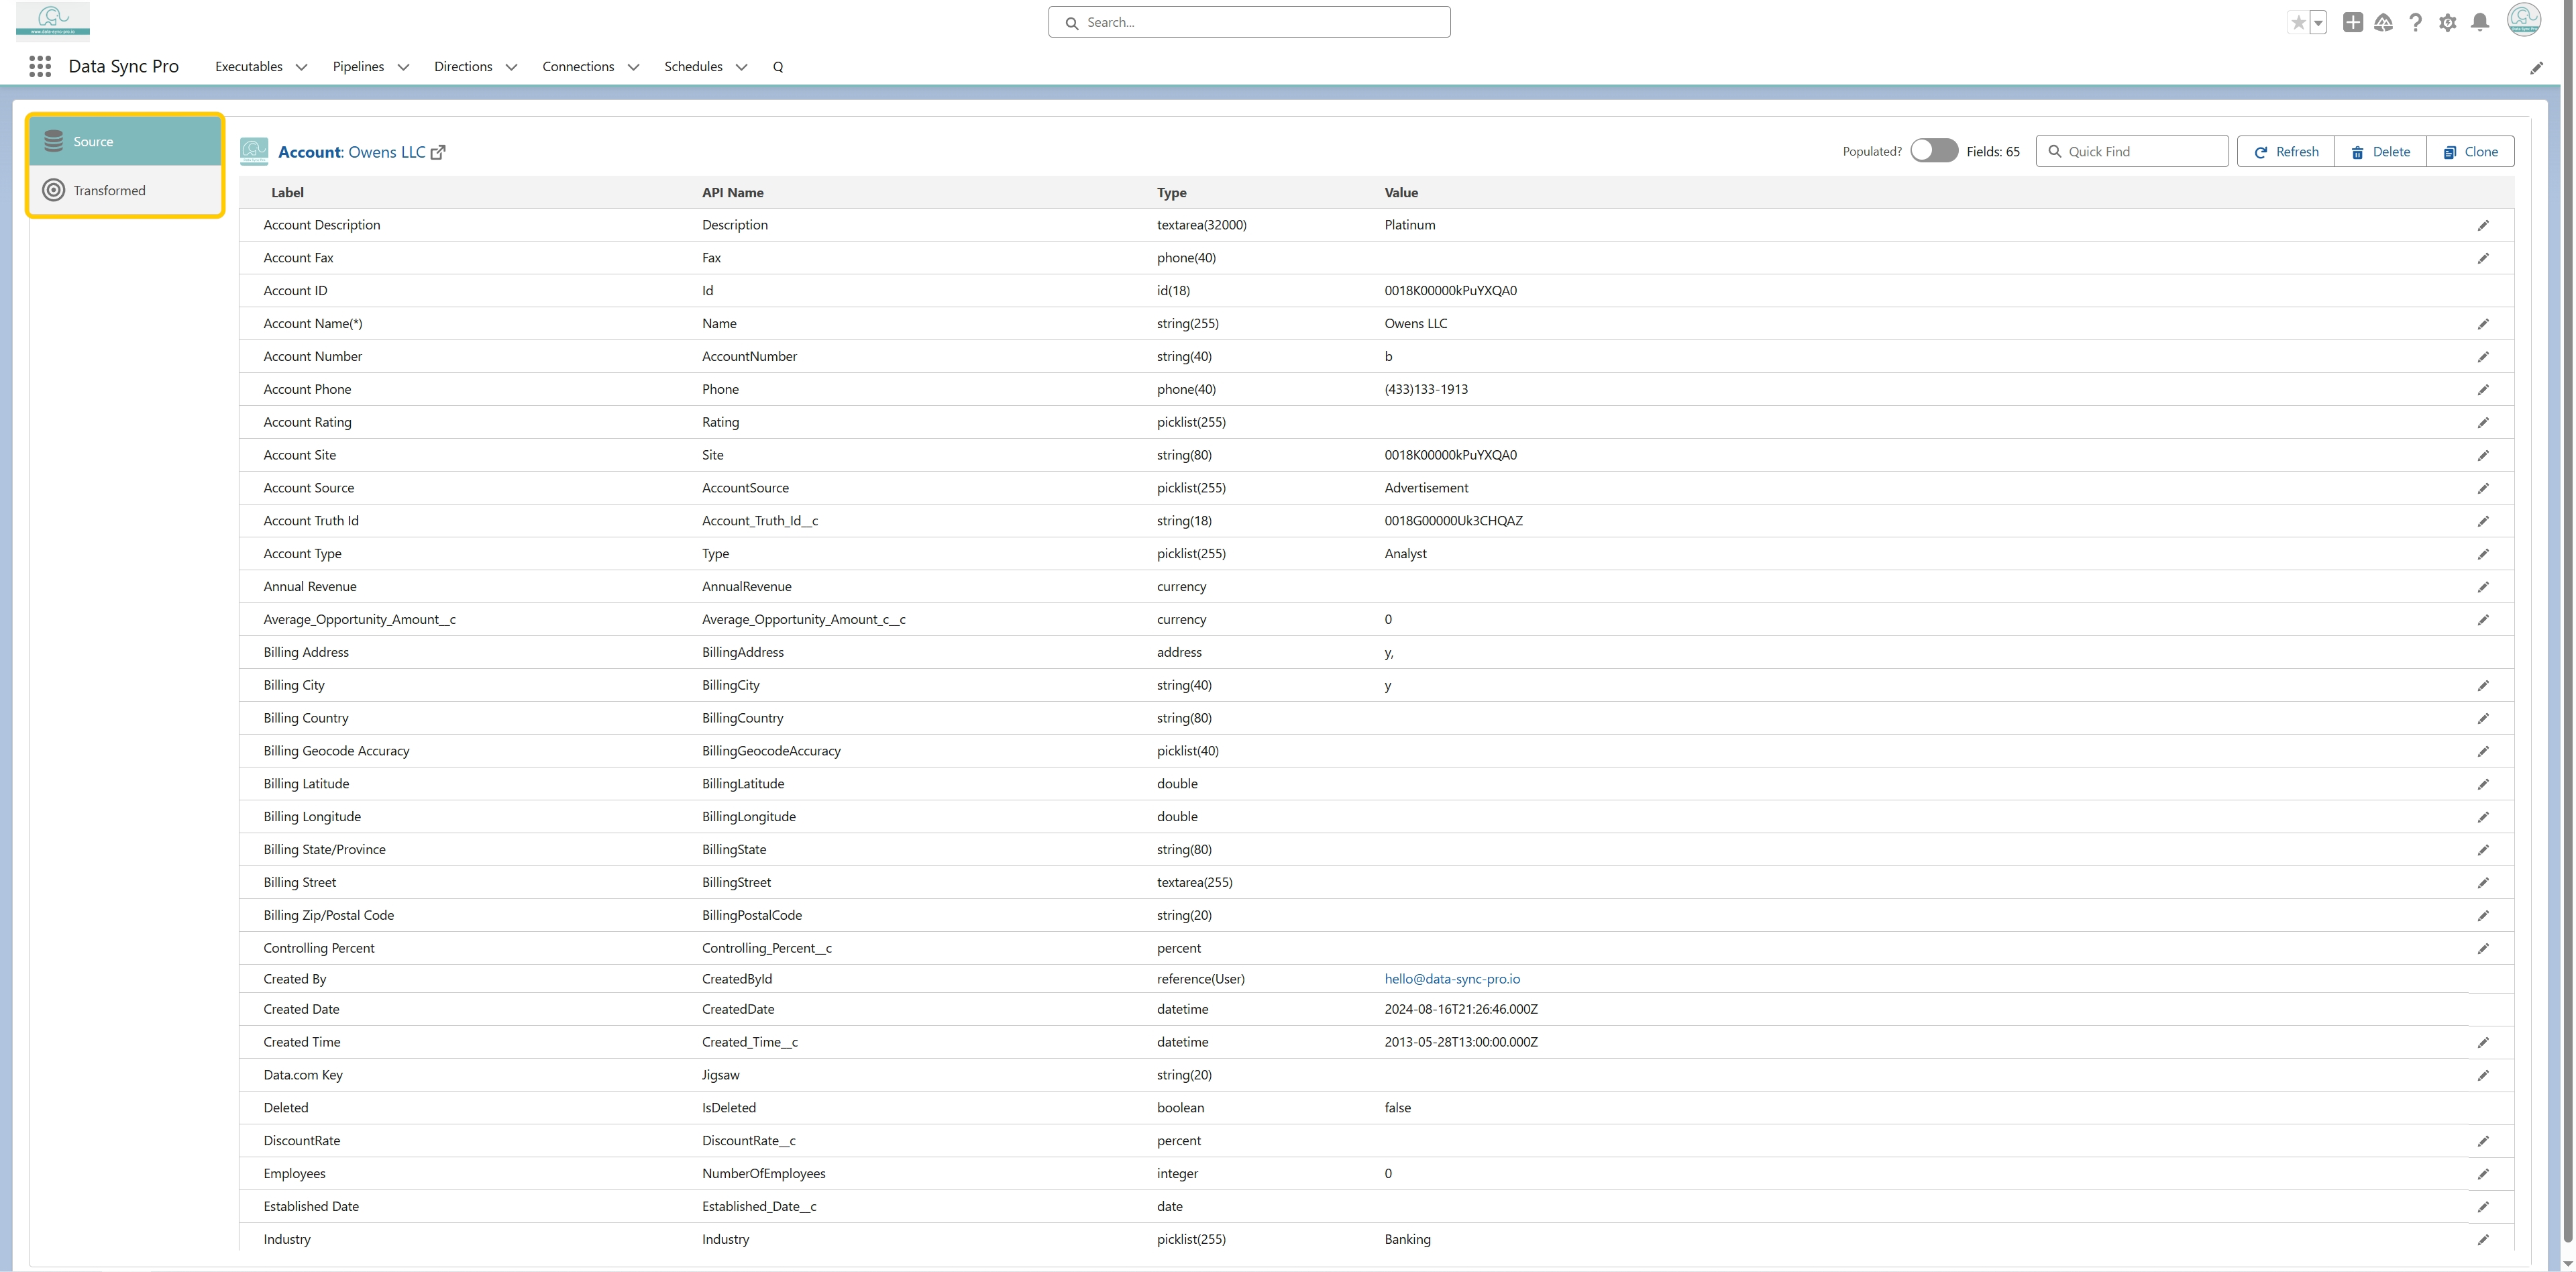 www.data-sync-pro.io
Search...
Data Sync Pro Executables Pipelines Directions Connections Schedules Q
Source
Transformed
Account: Owens LLC Populated? Fields: 65 Quick Find Refresh Delete Clone
Label API Name Type Value
Account Description Description textarea(32000) Platinum
Account Fax Fax phone(40)
Account ID Id id(18) 0018K00000kPuYXQA0
Account Name(*) Name string(255) Owens LLC
Account Number AccountNumber string(40) b
Account Phone Phone phone(40) (433)133-1913
Account Rating Rating picklist(255)
Account Site Site string(80) 0018K00000kPuYXQA0
Account Source AccountSource picklist(255) Advertisement
Account Truth Id Account_Truth_Id__c string(18) 0018G00000Uk3CHQAZ
Account Type Type picklist(255) Analyst
Annual Revenue AnnualRevenue currency
Average_Opportunity_Amount__c Average_Opportunity_Amount_c__c currency 0
Billing Address BillingAddress address y,
Billing City BillingCity string(40) y
Billing Country BillingCountry string(80)
Billing Geocode Accuracy BillingGeocodeAccuracy picklist(40)
Billing Latitude BillingLatitude double
Billing Longitude BillingLongitude double
Billing State/Province BillingState string(80)
Billing Street BillingStreet textarea(255)
Billing Zip/Postal Code BillingPostalCode string(20)
Controlling Percent Controlling_Percent__c percent
Created By CreatedById reference(User) hello@data-sync-pro.io
Created Date CreatedDate datetime 2024-08-16T21:26:46.000Z
Created Time Created_Time__c datetime 2013-05-28T13:00:00.000Z
Data.com Key Jigsaw string(20)
Deleted IsDeleted boolean false
DiscountRate DiscountRate__c percent
Employees NumberOfEmployees integer 0
Established Date Established_Date__c date
Industry Industry picklist(255) Banking